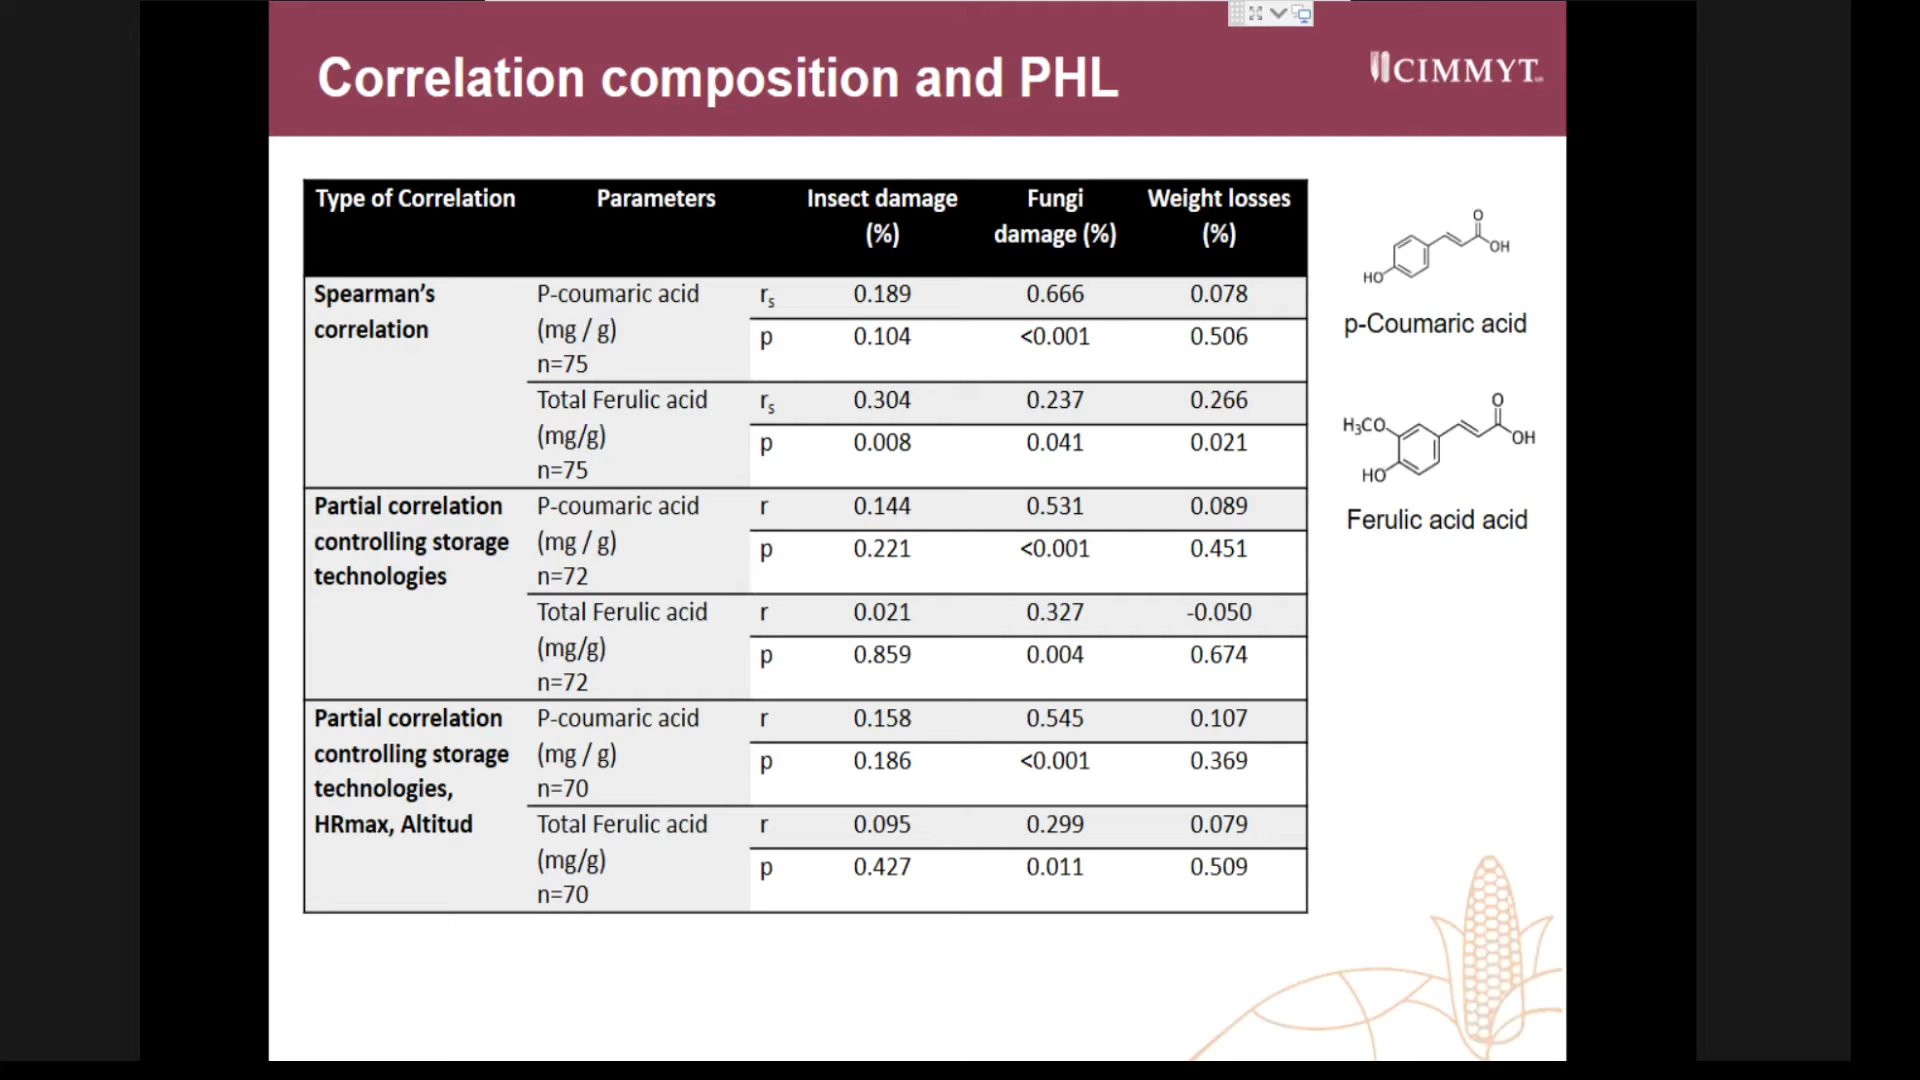 Correlation composition and PHL
CIMMYT
Type of Correlation Parameters Insect damage (%) Fungi damage (%) Weight losses (%)
Spearman's correlation
P-coumaric acid (mg / g) n=75
rs 0.189 0.666 0.078
p 0.104 <0.001 0.506
Total Ferulic acid (mg/g) n=75
rs 0.304 0.237 0.266
p 0.008 0.041 0.021
Partial correlation controlling storage technologies
P-coumaric acid (mg / g) n=72
r 0.144 0.531 0.089
p 0.221 <0.001 0.451
Total Ferulic acid (mg/g) n=72
r 0.021 0.327 -0.050
p 0.859 0.004 0.674
Partial correlation controlling storage technologies, HRmax, Altitud
P-coumaric acid (mg / g) n=70
r 0.158 0.545 0.107
p 0.186 <0.001 0.369
Total Ferulic acid (mg/g) n=70
r 0.095 0.299 0.079
p 0.427 0.011 0.509
O
OH
HO
p-Coumaric acid
O
H₃CO
OH
HO
Ferulic acid acid